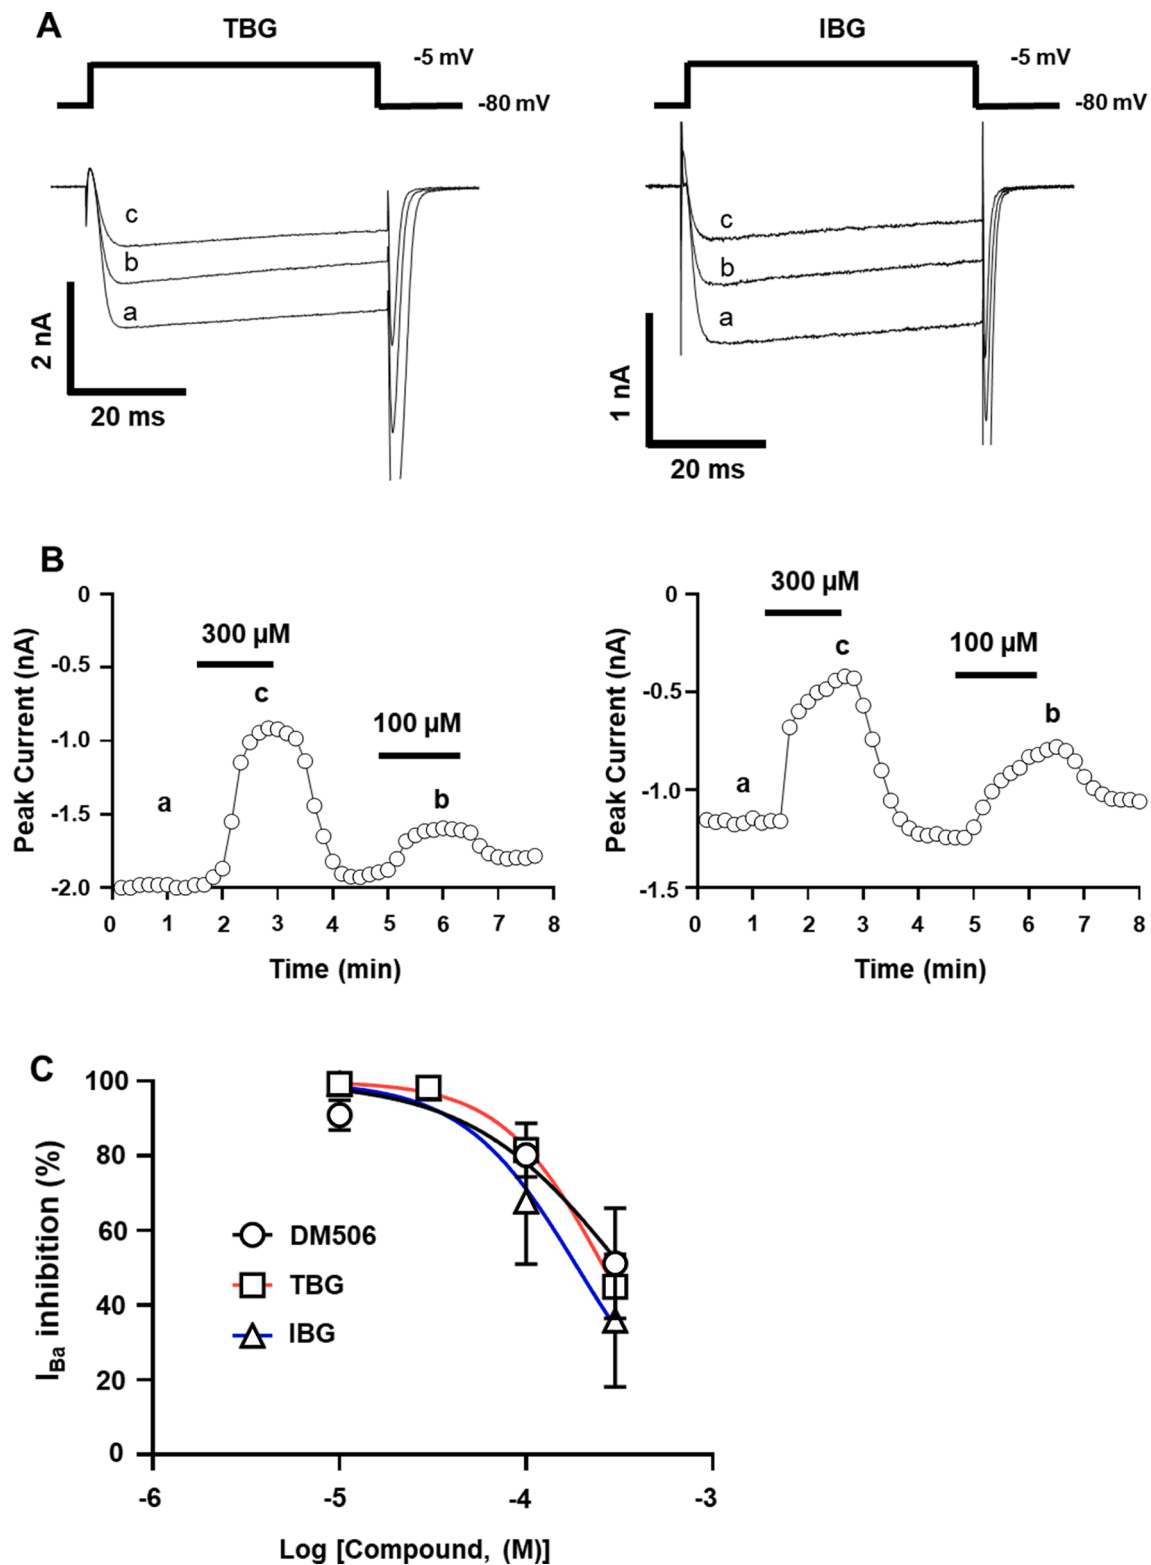 A
TBG
IBG
-5 mV
-80 mV
-5 mV
-80 mV
c
b
a
2 nA
20 ms
c
b
a
1 nA
20 ms
B
Peak Current (nA)
0
-0.5
-1.0
-1.5
-2.0
300 µM
c
100 µM
a
b
0 1 2 3 4 5 6 7 8
Time (min)
Peak Current (nA)
0
-0.5
-1.0
-1.5
300 µM
c
100 µM
b
a
0 1 2 3 4 5 6 7 8
Time (min)
C
I_Ba inhibition (%)
100
80
60
40
20
0
DM506
TBG
IBG
-6 -5 -4 -3
Log [Compound, (M)]